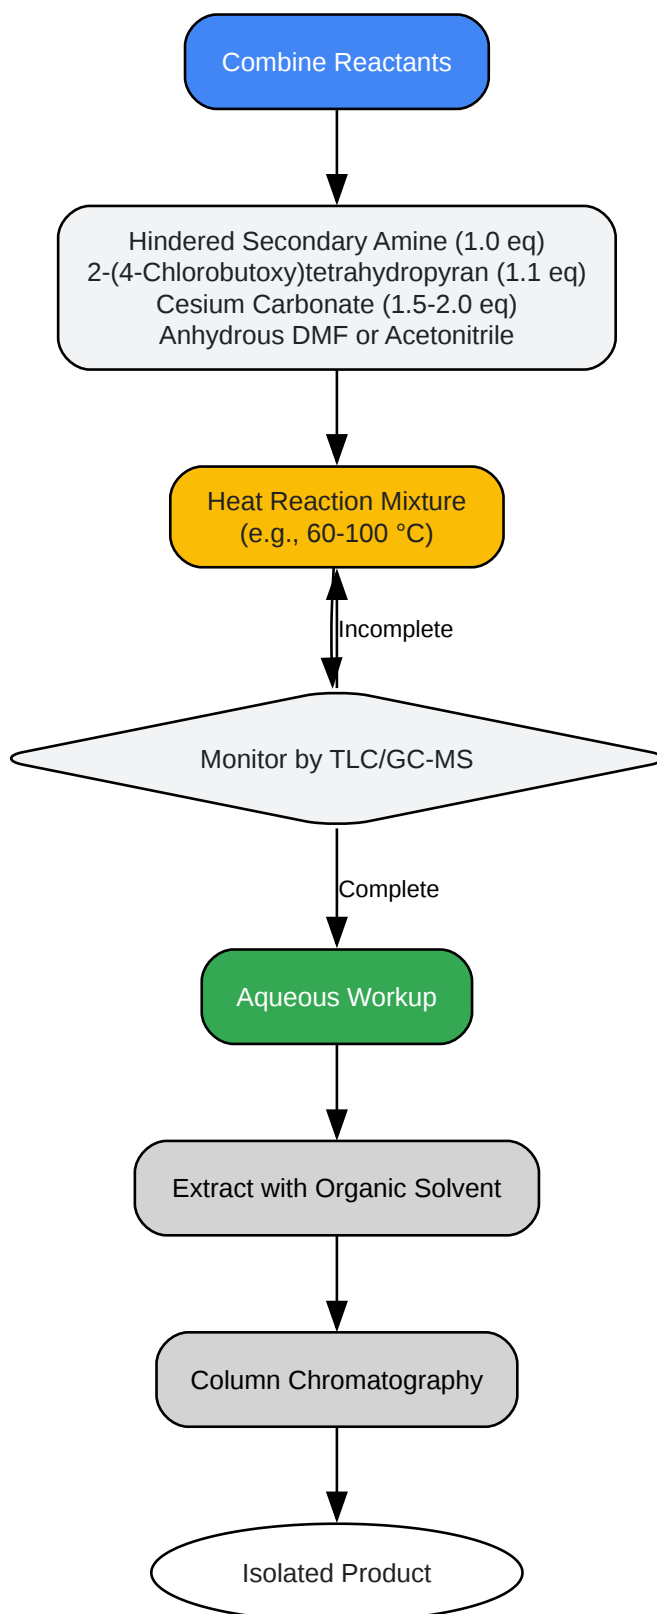 Combine Reactants
Hindered Secondary Amine (1.0 eq)
2-(4-Chlorobutoxy)tetrahydropyran (1.1 eq)
Cesium Carbonate (1.5-2.0 eq)
Anhydrous DMF or Acetonitrile
Heat Reaction Mixture
(e.g., 60-100 °C)
Incomplete
Monitor by TLC/GC-MS
Complete
Aqueous Workup
Extract with Organic Solvent
Column Chromatography
Isolated Product